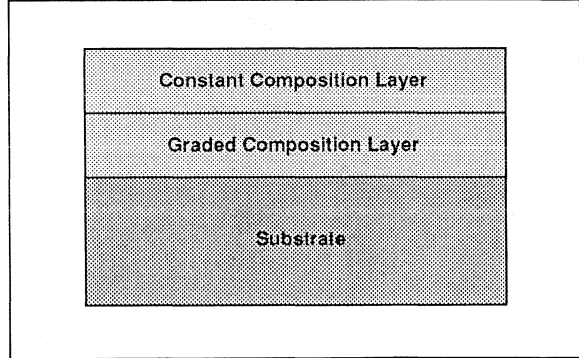 Constant Composition Layer
Graded Composition Layer
Substrate